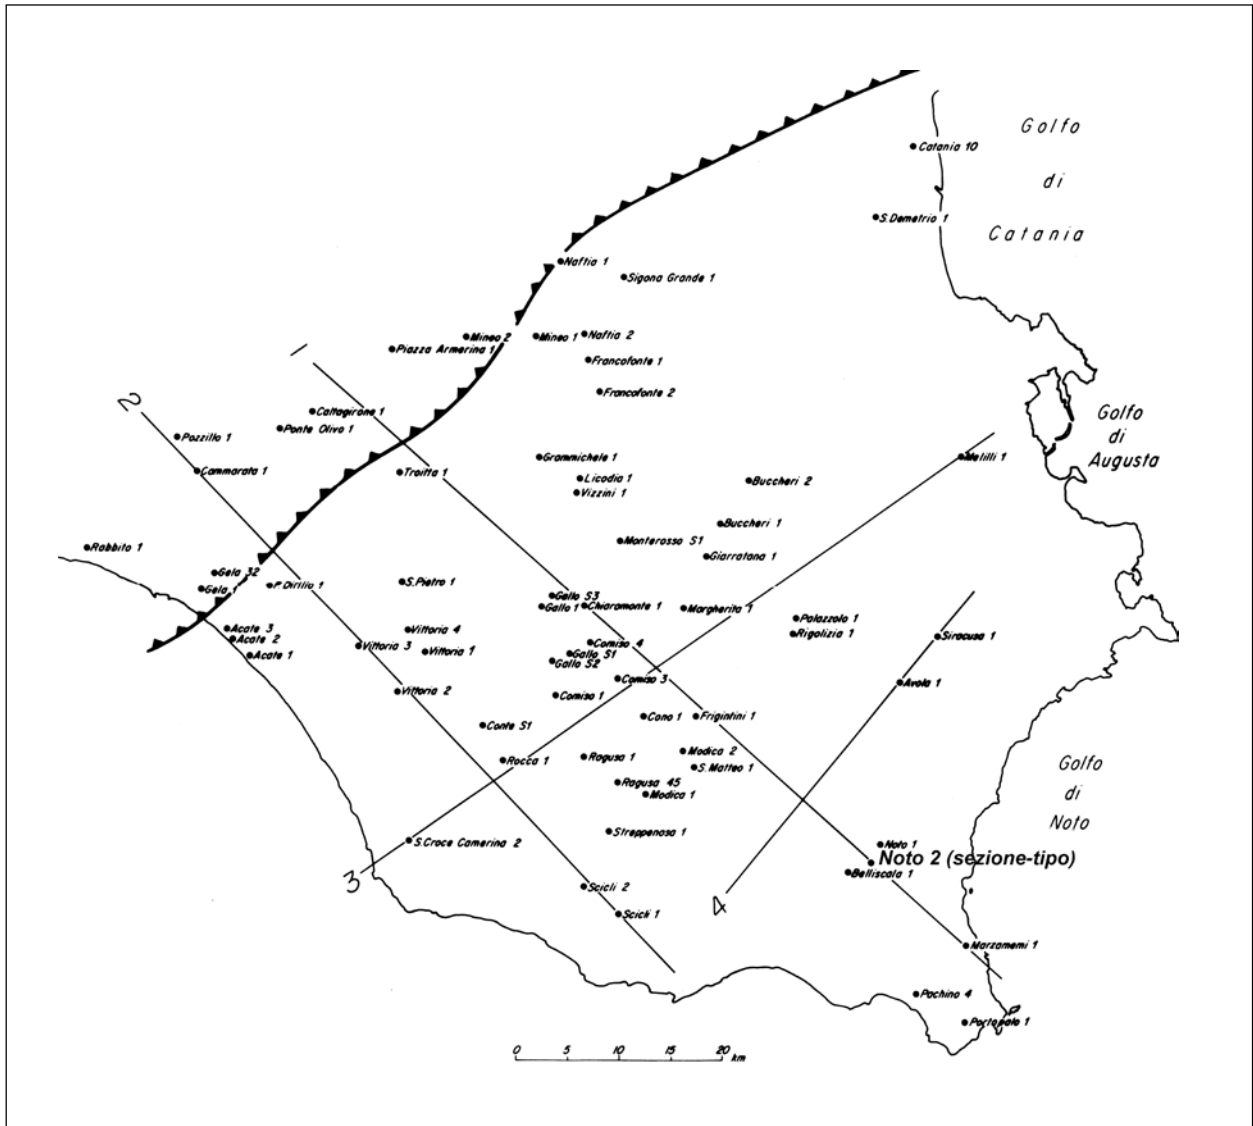 Golfo
di
Catania
Catania 10
S. Demetrio 1
Naftia 1
Sigona Grande 1
Mineo 2
Mineo 1
Naftia 2
Piazza Armerina 1
Francofonte 1
Francofonte 2
1
2
Caltagirone 1
Ponte Olivo 1
Pozzillo 1
Cammarata 1
Troitta 1
Grammichele 1
Licodia 1
Vizzini 1
Buccheri 2
Melilli 1
Golfo
di
Augusta
Buccheri 1
Monterosso S1
Giarratana 1
Rabbito 1
Gela 32
Gela 1
P. Dirillo 1
S. Pietro 1
Gallo S3
Gallo 1
Chiaramonte 1
Margherita 1
Palazzolo 1
Rigolizia 1
Siracusa 1
Acate 3
Acate 2
Acate 1
Vittoria 4
Vittoria 3
Vittoria 1
Comiso 4
Gallo S1
Gallo S2
Comiso 3
Avola 1
Vittoria 2
Comiso 1
Conte S1
Cono 1
Frigintini 1
Rocca 1
Ragusa 1
Modica 2
S. Matteo 1
Ragusa 45
Modica 1
Golfo
di
Noto
Streppenosa 1
S. Croce Camerina 2
Noto 1
Noto 2 (sezione-tipo)
Belliscala 1
3
4
Scicli 2
Scicli 1
Marzamemi 1
Pachino 4
Portopalo 1
0 5 10 15 20
km